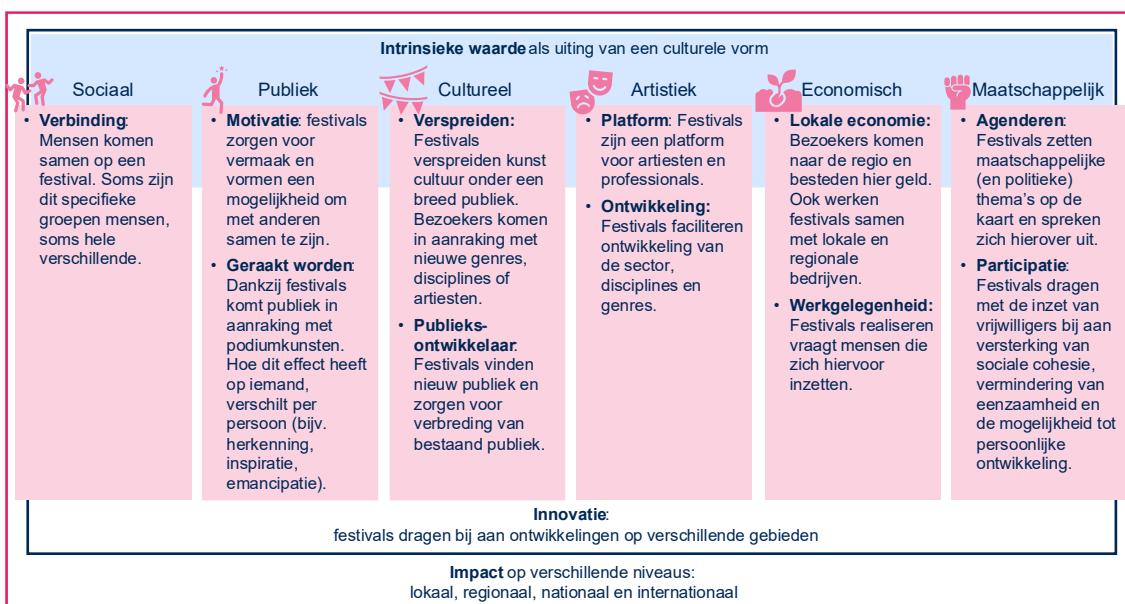 Intrinsieke waarde als uiting van een culturele vorm
Sociaal
• Verbinding:
Mensen komen
samen op een
festival. Soms zijn
dit specifieke
groepen mensen,
soms hele
verschillende.
Publiek
• Motivatie: festivals
zorgen voor
vermaak en
vormen een
mogelijkheid om
met anderen
samen te zijn.
• Geraakt worden:
Dankzij festivals
komt publiek in
aanraking met
podiumkunsten.
Hoe dit effect heeft
op iemand,
verschilt per
persoon (bijv.
herkenning,
inspiratie,
emancipatie).
Cultureel
• Verspreiden:
Festivals
verspreiden kunst
cultuur onder een
breed publiek.
Bezoekers komen
in aanraking met
nieuwe genres,
disciplines of
artiesten.
• Publieks-
ontwikkelaar:
Festivals vinden
nieuw publiek en
zorgen voor
verbreding van
bestaand publiek.
Artistiek
• Platform: Festivals
zijn een platform
voor artiesten en
professionals.
• Ontwikkeling:
Festivals faciliteren
ontwikkeling van
de sector,
disciplines en
genres.
Economisch
• Lokale economie:
Bezoekers komen
naar de regio en
besteden hier geld.
Ook werken
festivals samen
met lokale en
regionale
bedrijven.
• Werkgelegenheid:
Festivals realiseren
vraagt mensen die
zich hiervoor
inzetten.
Maatschappelijk
• Agenderen:
Festivals zetten
maatschappelijke
(en politieke)
thema's op de
kaart en spreken
zich hierover uit.
• Participatie:
Festivals dragen
met de inzet van
vrijwilligers bij aan
versterking van
sociale cohesie,
vermindering van
eenzaamheid en
de mogelijkheid tot
persoonlijke
ontwikkeling.
Innovatie:
festivals dragen bij aan ontwikkelingen op verschillende gebieden
Impact op verschillende niveaus:
lokaal, regionaal, nationaal en internationaal